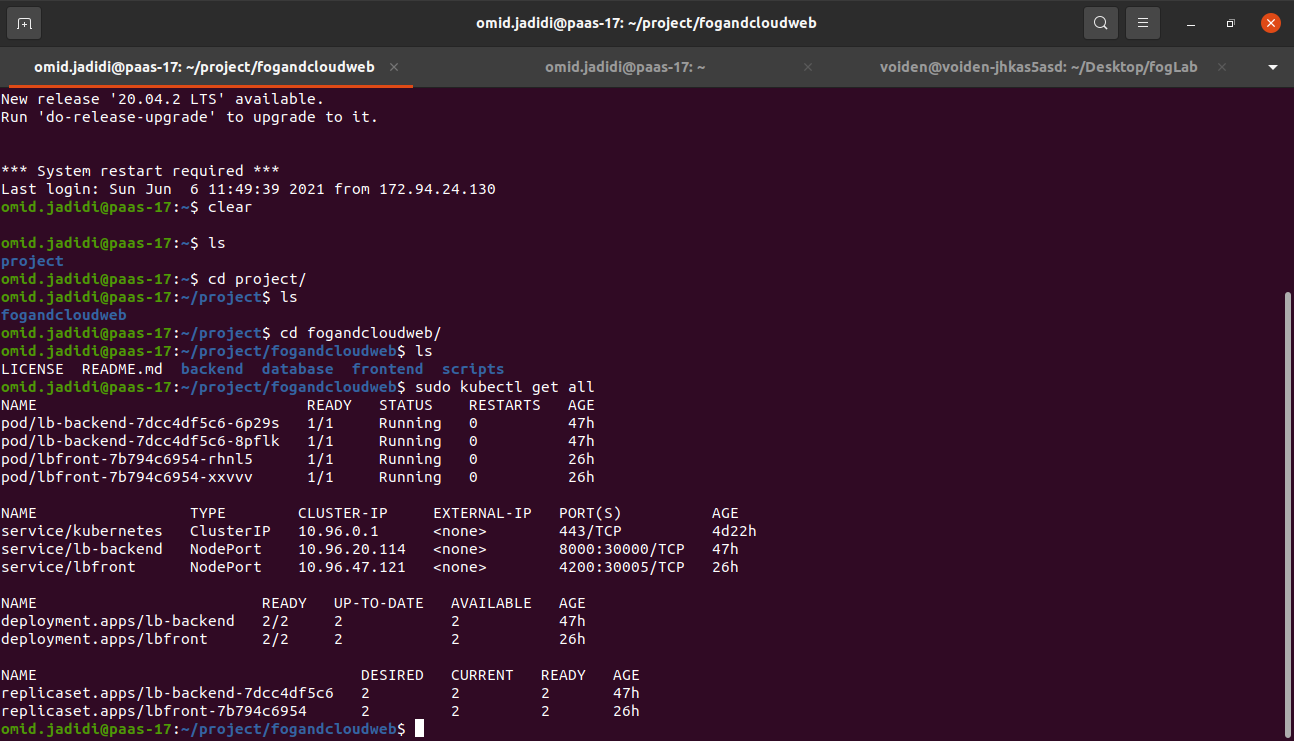 omid.jadidi@paas-17: ~/project/fogandcloudweb
omid.jadidi@paas-17: ~/project/fogandcloudweb
omid.jadidi@paas-17: ~
voiden@voiden-jhkas5asd: ~/Desktop/fogLab
New release '20.04.2 LTS' available.
Run 'do-release-upgrade' to upgrade to it.
*** System restart required ***
Last login: Sun Jun  6 11:49:39 2021 from 172.94.24.130
omid.jadidi@paas-17:~$ clear
omid.jadidi@paas-17:~$ ls
project
omid.jadidi@paas-17:~$ cd project/
omid.jadidi@paas-17:~/project$ ls
fogandcloudweb
omid.jadidi@paas-17:~/project$ cd fogandcloudweb/
omid.jadidi@paas-17:~/project/fogandcloudweb$ ls
LICENSE  README.md  backend  database  frontend  scripts
omid.jadidi@paas-17:~/project/fogandcloudweb$ sudo kubectl get all
NAME                              READY   STATUS    RESTARTS   AGE
pod/lb-backend-7dcc4df5c6-6p29s   1/1     Running   0          47h
pod/lb-backend-7dcc4df5c6-8pflk   1/1     Running   0          47h
pod/lbfront-7b794c6954-rhnl5      1/1     Running   0          26h
pod/lbfront-7b794c6954-xxvvv      1/1     Running   0          26h
NAME                 TYPE        CLUSTER-IP     EXTERNAL-IP   PORT(S)          AGE
service/kubernetes   ClusterIP   10.96.0.1      <none>        443/TCP          4d22h
service/lb-backend   NodePort    10.96.20.114   <none>        8000:30000/TCP   47h
service/lbfront      NodePort    10.96.47.121   <none>        4200:30005/TCP   26h
NAME                         READY   UP-TO-DATE   AVAILABLE   AGE
deployment.apps/lb-backend   2/2     2            2           47h
deployment.apps/lbfront      2/2     2            2           26h
NAME                                    DESIRED   CURRENT   READY   AGE
replicaset.apps/lb-backend-7dcc4df5c6   2         2         2       47h
replicaset.apps/lbfront-7b794c6954      2         2         2       26h
omid.jadidi@paas-17:~/project/fogandcloudweb$